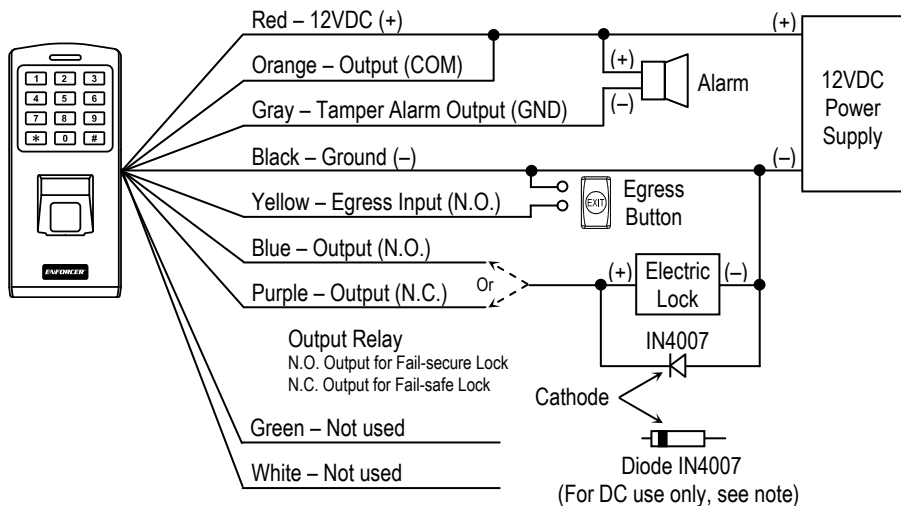 Red – 12VDC (+)
(+)
Orange – Output (COM)
(+)
Alarm
12VDC
Power
Supply
Gray – Tamper Alarm Output (GND)
(–)
Black – Ground (–)
(–)
1 2 3
4 5 6
7 8 9
* 0 #
ENFORCER
Yellow – Egress Input (N.O.)
EXIT
Egress
Button
Blue – Output (N.O.)
Purple – Output (N.C.)
Or
(+)
Electric
Lock
(–)
Output Relay
N.O. Output for Fail-secure Lock
N.C. Output for Fail-safe Lock
IN4007
Cathode
Green – Not used
White – Not used
Diode IN4007
(For DC use only, see note)